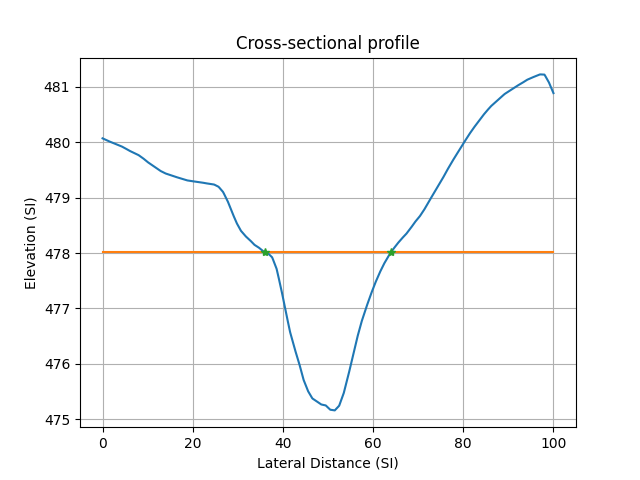 Cross-sectional profile
481
480
479
478
477
476
475
Elevation (SI)
0 20 40 60 80 100
Lateral Distance (SI)